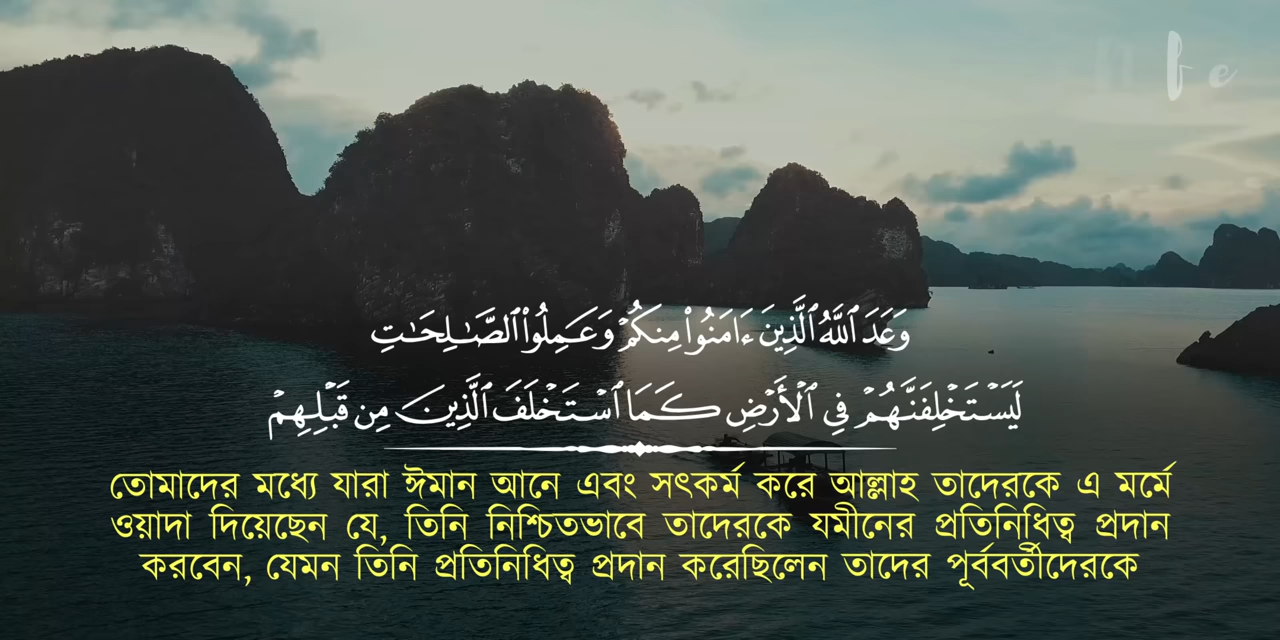 وَعَدَ ٱللَّهُ ٱلَّذِينَ ءَامَنُوا۟ مِنكُمْ وَعَمِلُوا۟ ٱلصَّـٰلِحَـٰتِ
لَيَسْتَخْلِفَنَّهُمْ فِي ٱلْأَرْضِ كَمَا ٱسْتَخْلَفَ ٱلَّذِينَ مِن قَبْلِهِمْ
তোমাদের মধ্যে যারা ঈমান আনে এবং সৎকর্ম করে আল্লাহ তাদেরকে এ মর্মে
ওয়াদা দিয়েছেন যে, তিনি নিশ্চিতভাবে তাদেরকে যমীনের প্রতিনিধিত্ব প্রদান
করবেন, যেমন তিনি প্রতিনিধিত্ব প্রদান করেছিলেন তাদের পূর্ববর্তীদেরকে